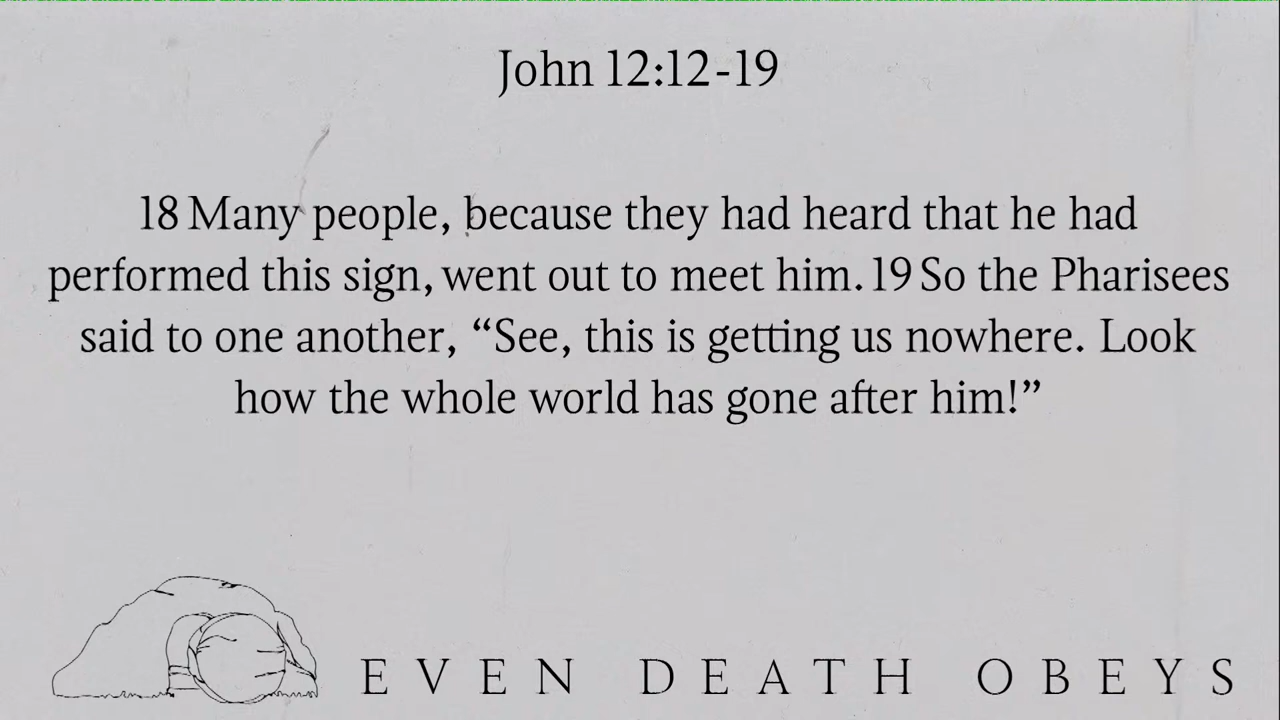 John 12:12-19
18 Many people, because they had heard that he had
performed this sign, went out to meet him. 19 So the Pharisees
said to one another, “See, this is getting us nowhere. Look
how the whole world has gone after him!”
EVEN DEATH OBEYS